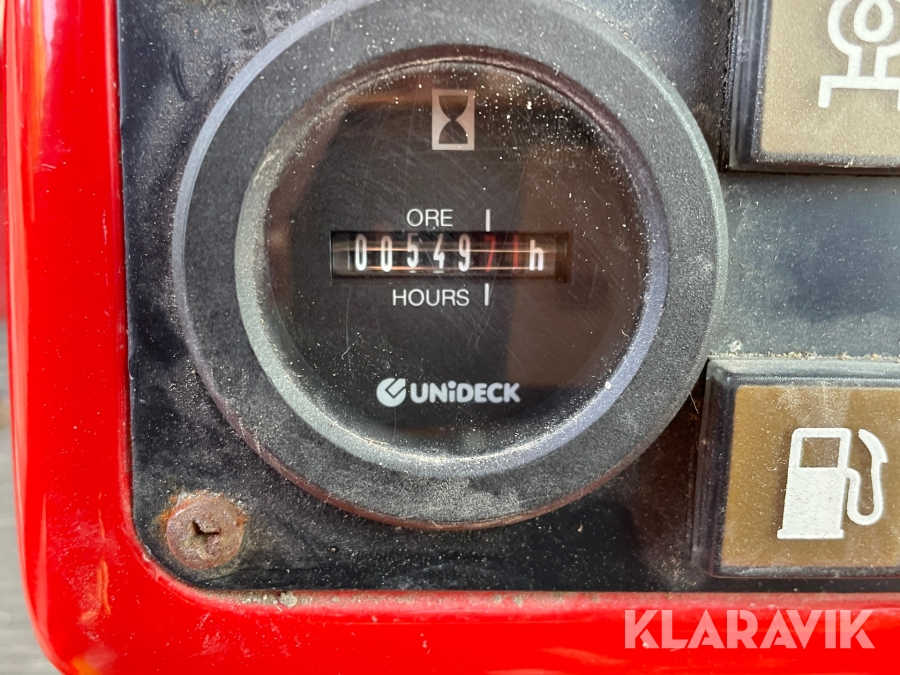 ORE
00549 h
HOURS
UNiDECK
KLARAVIK